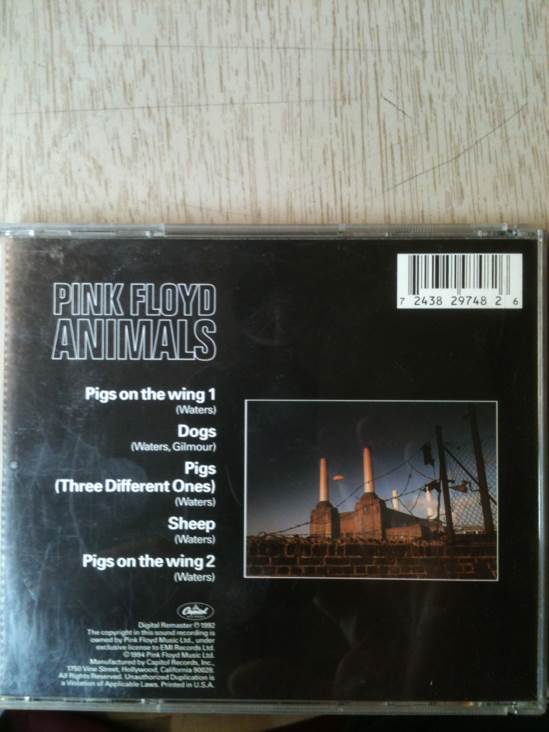 PINK FLOYD
ANIMALS
7 2438 29748 2 6
Pigs on the wing 1
(Waters)
Dogs
(Waters, Gilmour)
Pigs
(Three Different Ones)
(Waters)
Sheep
(Waters)
Pigs on the wing 2
(Waters)
Capitol
Digital Remaster ℗ 1992
The copyright in this sound recording is
owned by Pink Floyd Music Ltd., under
exclusive license to EMI Records Ltd.
© 1994 Pink Floyd Music Ltd.
Manufactured by Capitol Records, Inc.,
1750 Vine Street, Hollywood, California 90028.
All Rights Reserved. Unauthorized Duplication is
a Violation of Applicable Laws. Printed in U.S.A.